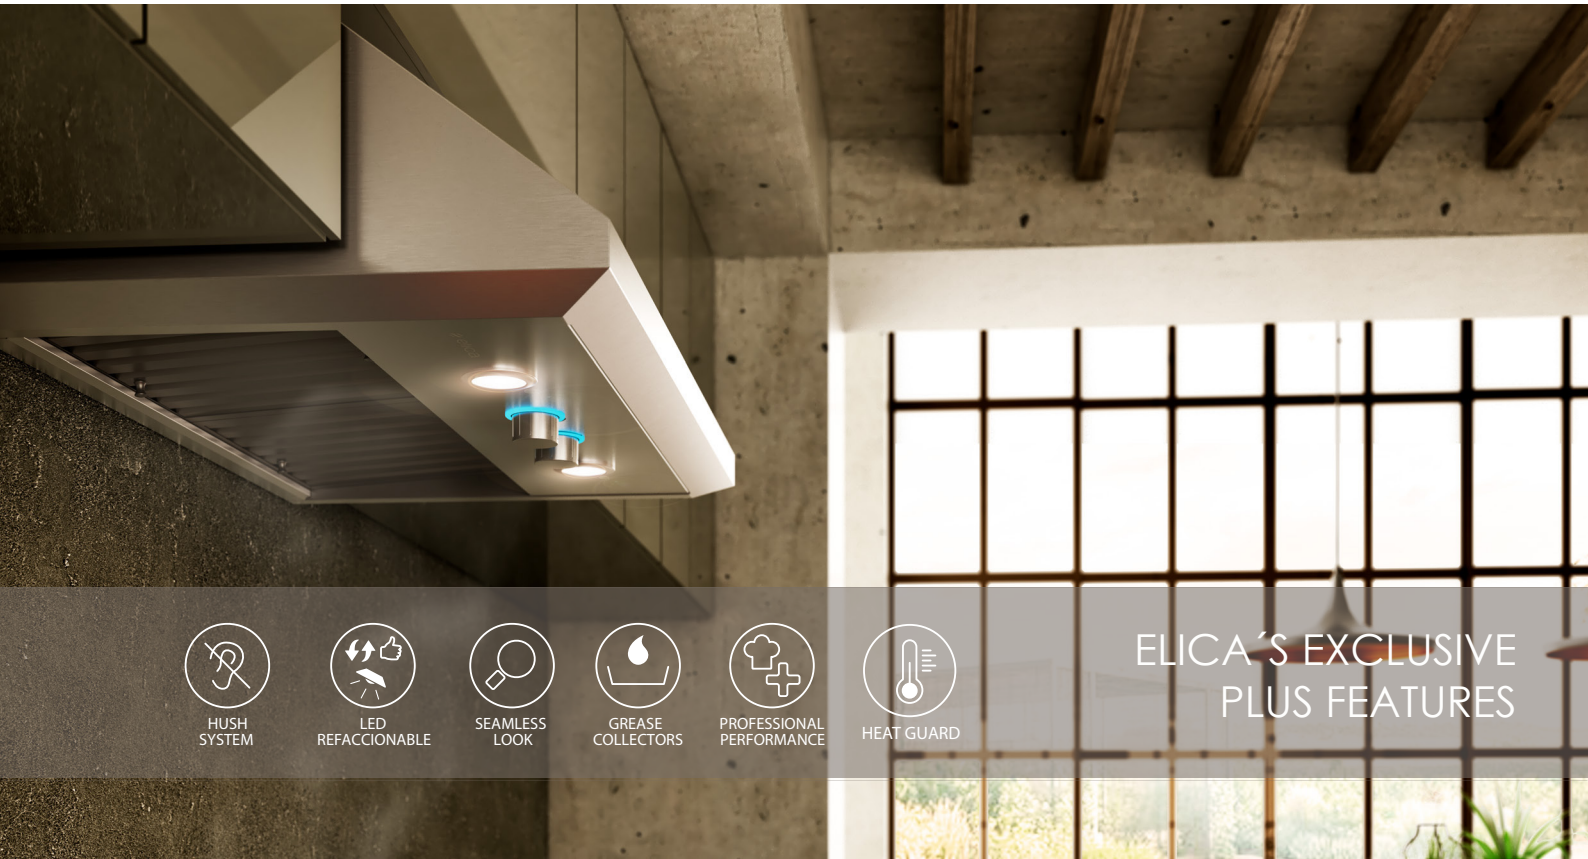 HUSH
SYSTEM
LED
REFACCIONABLE
SEAMLESS
LOOK
GREASE
COLLECTORS
PROFESSIONAL
PERFORMANCE
HEAT GUARD
ELICA´S EXCLUSIVE
PLUS FEATURES